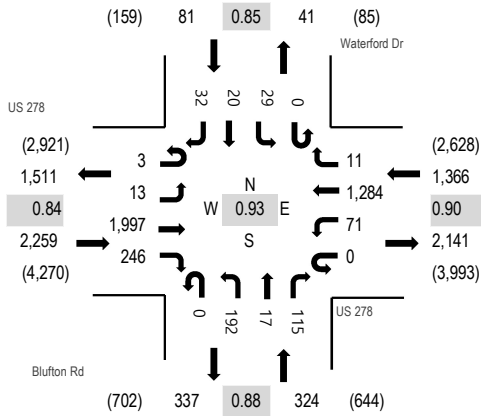 (159) 81 0.85 41 (85)
Waterford Dr
32 20 29 0
US 278
(2,921) (2,628)
3 11
1,511 1,366
13 N 1,284
0.84 W 0.93 E 0.90
1,997 S 71
2,259 2,141
246 0
(4,270) (3,993)
0 192 17 115
US 278
Blufton Rd
(702) 337 0.88 324 (644)